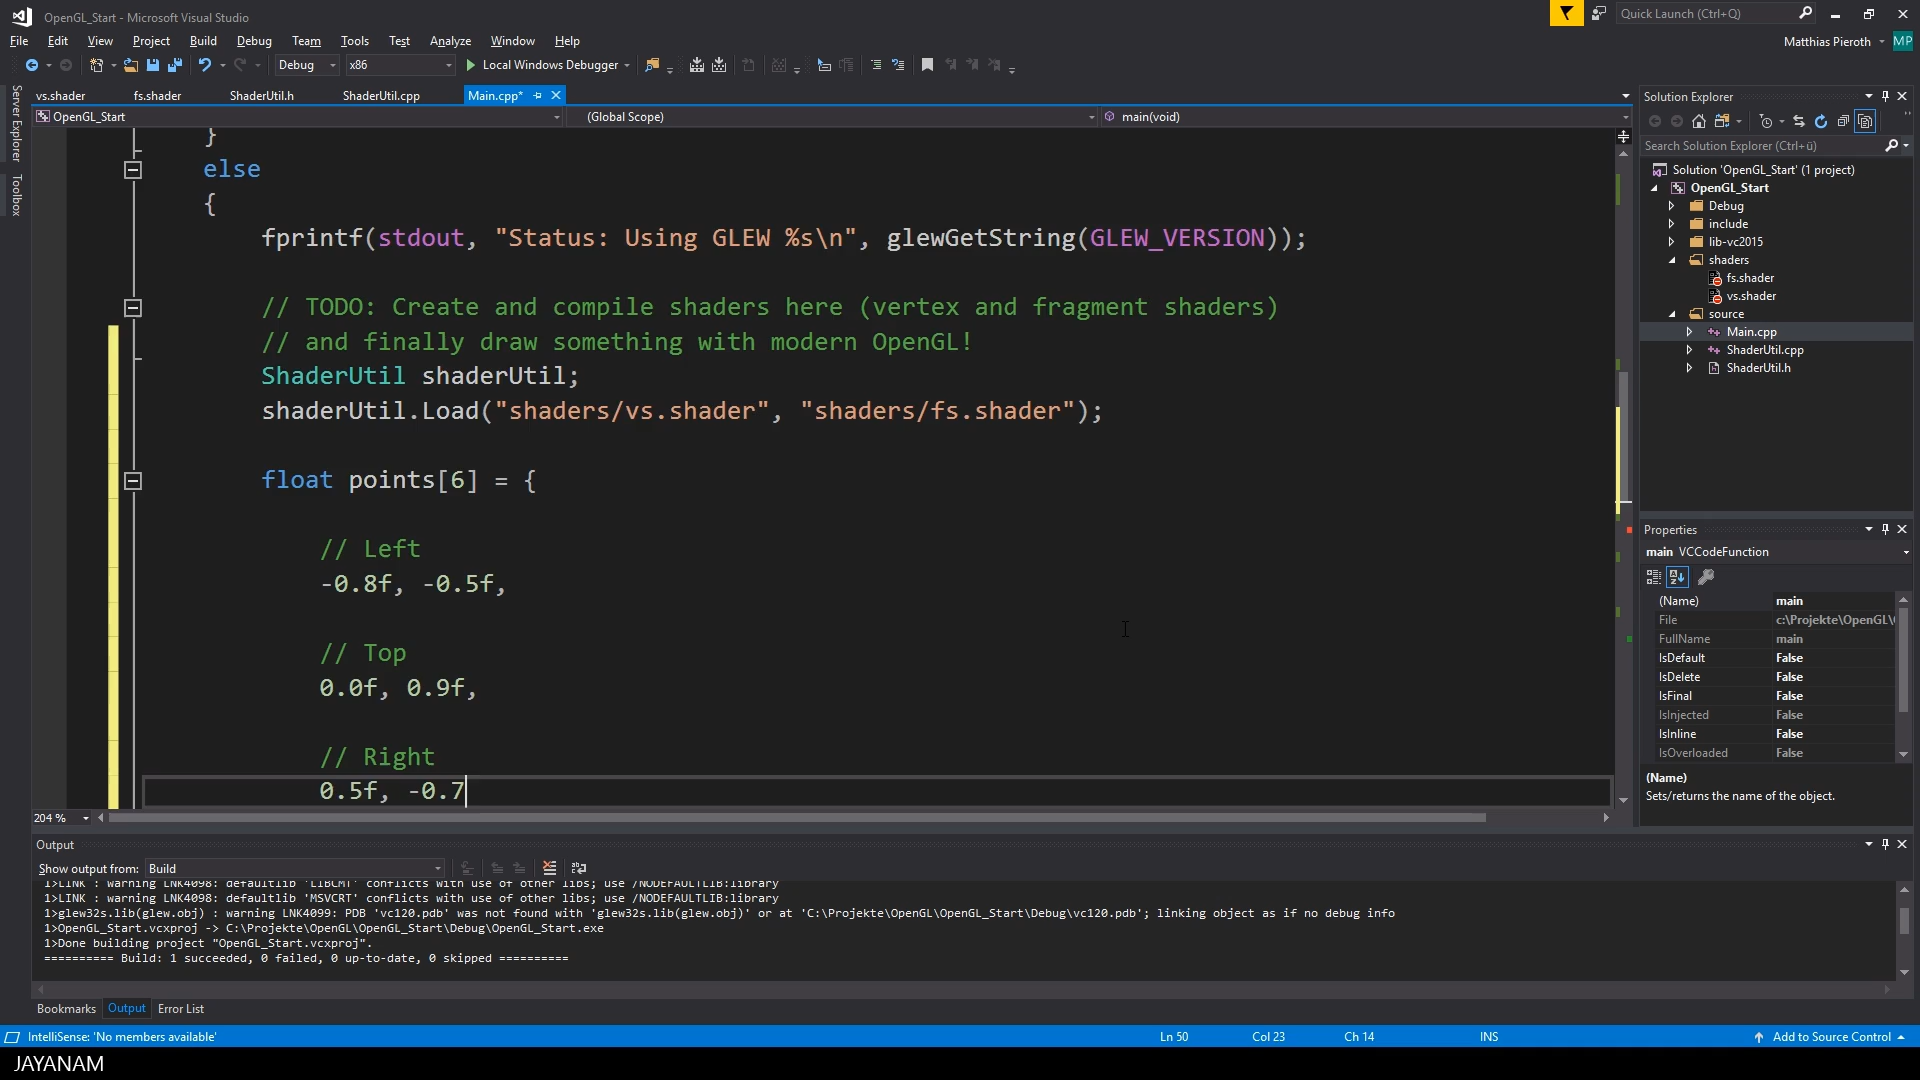 OpenGL_Start - Microsoft Visual Studio
Quick Launch (Ctrl+Q)
File Edit View Project Build Debug Team Tools Test Analyze Window Help
Matthias Pieroth MP
Debug x86 Local Windows Debugger
vs.shader fs.shader ShaderUtil.h ShaderUtil.cpp Main.cpp*
OpenGL_Start (Global Scope) main(void)
Server Explorer
Toolbox
}
else
{
fprintf(stdout, "Status: Using GLEW %s\n", glewGetString(GLEW_VERSION));
// TODO: Create and compile shaders here (vertex and fragment shaders)
// and finally draw something with modern OpenGL!
ShaderUtil shaderUtil;
shaderUtil.Load("shaders/vs.shader", "shaders/fs.shader");
float points[6] = {
// Left
-0.8f, -0.5f,
// Top
0.0f, 0.9f,
// Right
0.5f, -0.7
204 %
Solution Explorer
Search Solution Explorer (Ctrl+ü)
Solution 'OpenGL_Start' (1 project)
OpenGL_Start
Debug
include
lib-vc2015
shaders
fs.shader
vs.shader
source
Main.cpp
ShaderUtil.cpp
ShaderUtil.h
Properties
main VCCodeFunction
(Name) main
File c:\Projekte\OpenGL\
FullName main
IsDefault False
IsDelete False
IsFinal False
IsInjected False
IsInline False
IsOverloaded False
(Name)
Sets/returns the name of the object.
Output
Show output from: Build
1>LINK : warning LNK4098: defaultlib 'LIBCMT' conflicts with use of other libs; use /NODEFAULTLIB:library
1>LINK : warning LNK4098: defaultlib 'MSVCRT' conflicts with use of other libs; use /NODEFAULTLIB:library
1>glew32s.lib(glew.obj) : warning LNK4099: PDB 'vc120.pdb' was not found with 'glew32s.lib(glew.obj)' or at 'C:\Projekte\OpenGL\OpenGL_Start\Debug\vc120.pdb'; linking object as if no debug info
1>OpenGL_Start.vcxproj -> C:\Projekte\OpenGL\OpenGL_Start\Debug\OpenGL_Start.exe
1>Done building project "OpenGL_Start.vcxproj".
========== Build: 1 succeeded, 0 failed, 0 up-to-date, 0 skipped ==========
Bookmarks Output Error List
IntelliSense: 'No members available' Ln 50 Col 23 Ch 14 INS Add to Source Control
JAYANAM